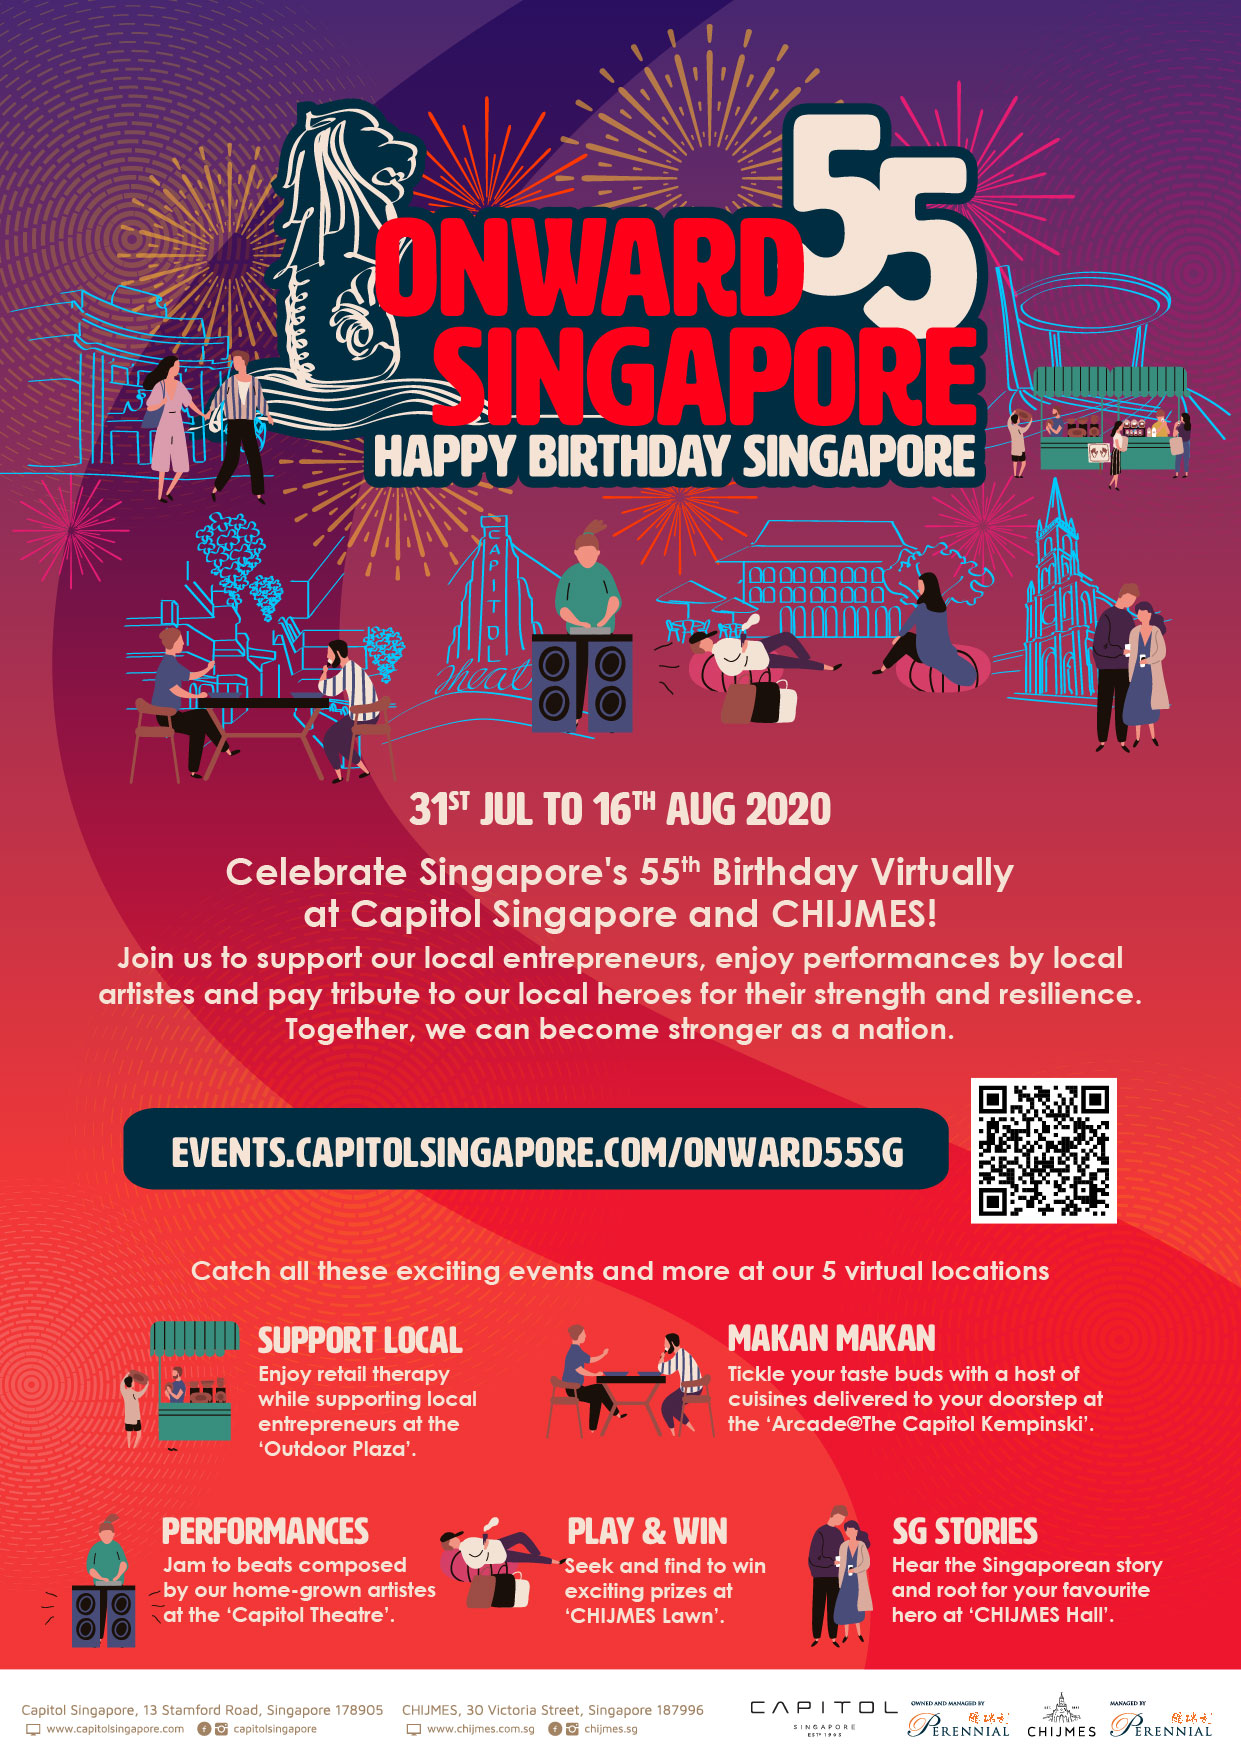 55
ONWARD
SINGAPORE
HAPPY BIRTHDAY SINGAPORE
CAPITOL
Theat
31ST JUL TO 16TH AUG 2020
Celebrate Singapore's 55th Birthday Virtually
at Capitol Singapore and CHIJMES!
Join us to support our local entrepreneurs, enjoy performances by local
artistes and pay tribute to our local heroes for their strength and resilience.
Together, we can become stronger as a nation.
EVENTS.CAPITOLSINGAPORE.COM/ONWARD55SG
Catch all these exciting events and more at our 5 virtual locations
SUPPORT LOCAL
Enjoy retail therapy
while supporting local
entrepreneurs at the
‘Outdoor Plaza’.
MAKAN MAKAN
Tickle your taste buds with a host of
cuisines delivered to your doorstep at
the ‘Arcade@The Capitol Kempinski’.
PERFORMANCES
Jam to beats composed
by our home-grown artistes
at the ‘Capitol Theatre’.
PLAY & WIN
Seek and find to win
exciting prizes at
‘CHIJMES Lawn’.
SG STORIES
Hear the Singaporean story
and root for your favourite
hero at ‘CHIJMES Hall’.
Capitol Singapore, 13 Stamford Road, Singapore 178905
www.capitolsingapore.com capitolsingapore
CHIJMES, 30 Victoria Street, Singapore 187996
www.chijmes.com.sg chijmes.sg
CAPITOL
SINGAPORE
ESTD 1903
OWNED AND MANAGED BY
PERENNIAL
CHIJMES
MANAGED BY
PERENNIAL